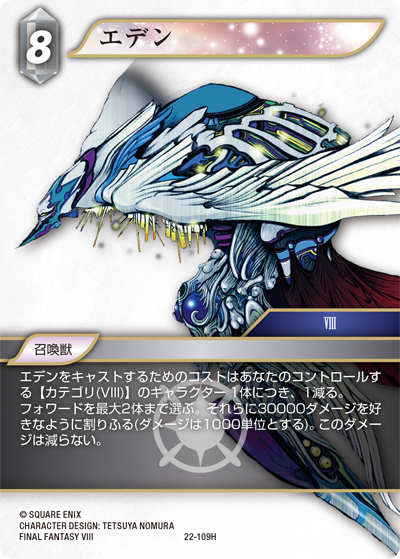 8
エデン
VIII
召喚獣
エデンをキャストするためのコストはあなたのコントロールす
る【カテゴリ(VIII)】のキャラクター1体につき、1減る。
フォワードを最大2体まで選ぶ。それらに30000ダメージを好
きなように割りふる(ダメージは1000単位とする)。このダメー
ジは減らない。
© SQUARE ENIX
CHARACTER DESIGN: TETSUYA NOMURA
FINAL FANTASY VIII
22-109H